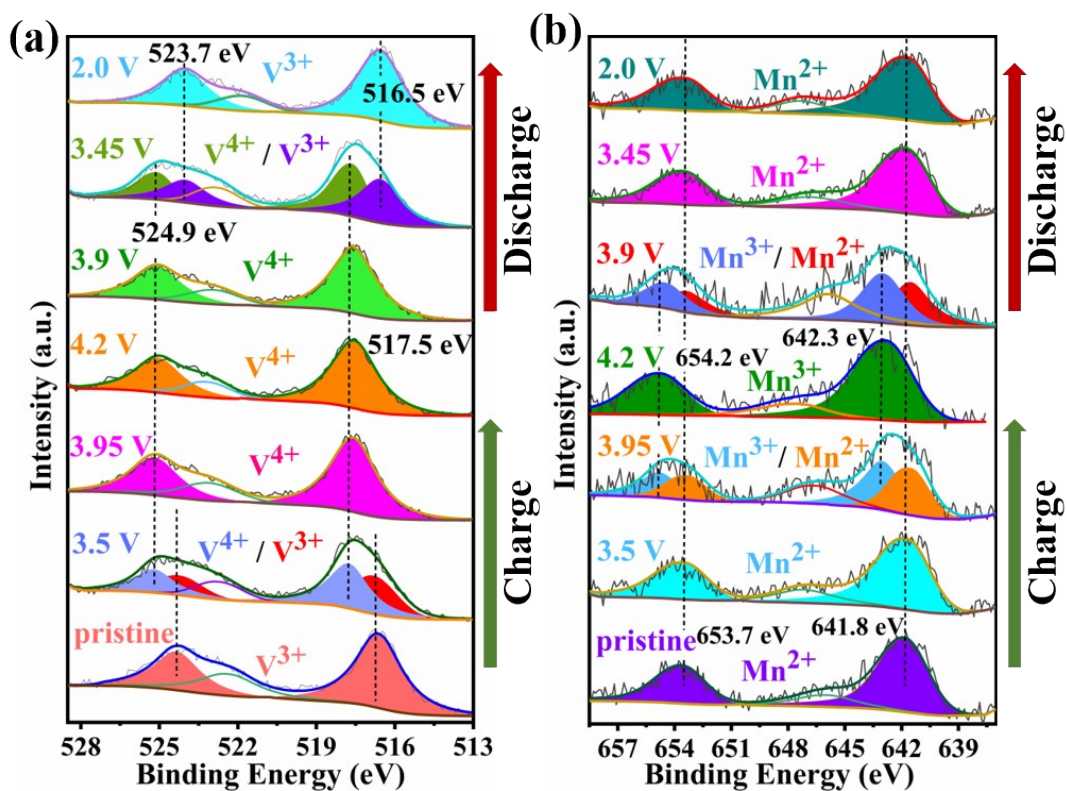 (a)
523.7 eV
2.0 V
V³⁺
516.5 eV
3.45 V
V⁴⁺ / V³⁺
524.9 eV
3.9 V
V⁴⁺
517.5 eV
4.2 V
V⁴⁺
3.95 V
V⁴⁺
3.5 V
V⁴⁺ / V³⁺
pristine
V³⁺
Intensity (a.u.)
528 525 522 519 516 513
Binding Energy (eV)
Discharge
Charge
(b)
2.0 V
Mn²⁺
3.45 V
Mn²⁺
3.9 V
Mn³⁺/ Mn²⁺
642.3 eV
4.2 V
654.2 eV
Mn³⁺
3.95 V
Mn³⁺/ Mn²⁺
3.5 V
Mn²⁺
pristine
653.7 eV
641.8 eV
Mn²⁺
Intensity (a.u.)
657 654 651 648 645 642 639
Binding Energy (eV)
Discharge
Charge